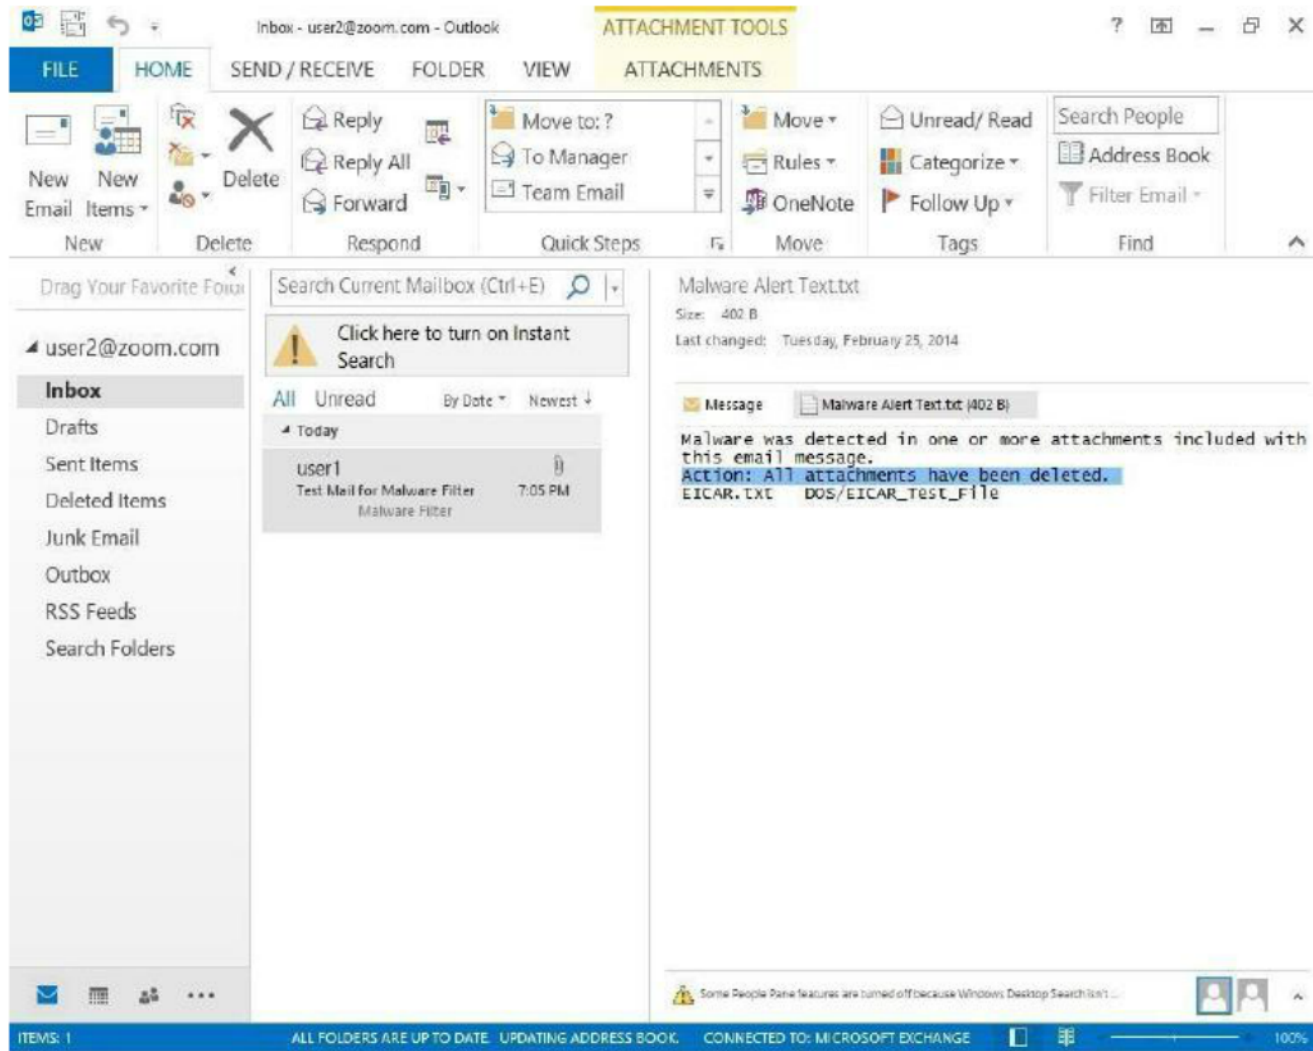 Inbox - user2@zoom.com - Outlook
ATTACHMENT TOOLS
?
FILE HOME SEND / RECEIVE FOLDER VIEW ATTACHMENTS
New Email
New Items
Delete
Reply
Reply All
Forward
Move to: ?
To Manager
Team Email
Move
Rules
OneNote
Unread/ Read
Categorize
Follow Up
Search People
Address Book
Filter Email
New Delete Respond Quick Steps Move Tags Find
Drag Your Favorite
user2@zoom.com
Inbox
Drafts
Sent Items
Deleted Items
Junk Email
Outbox
RSS Feeds
Search Folders
Search Current Mailbox (Ctrl+E)
Click here to turn on Instant
Search
All Unread By Date Newest
Today
user1
Test Mail for Malware Filter 7:05 PM
Malware Filter
Malware Alert Text.txt
Size: 402 B
Last changed: Tuesday, February 25, 2014
Message Malware Alert Text.txt (402 B)
Malware was detected in one or more attachments included with
this email message.
Action: All attachments have been deleted.
EICAR.txt DOS/EICAR_Test_File
Some People Pane features are turned off because Windows Desktop Search isn't ...
ITEMS: 1 ALL FOLDERS ARE UP TO DATE. UPDATING ADDRESS BOOK. CONNECTED TO: MICROSOFT EXCHANGE 100%